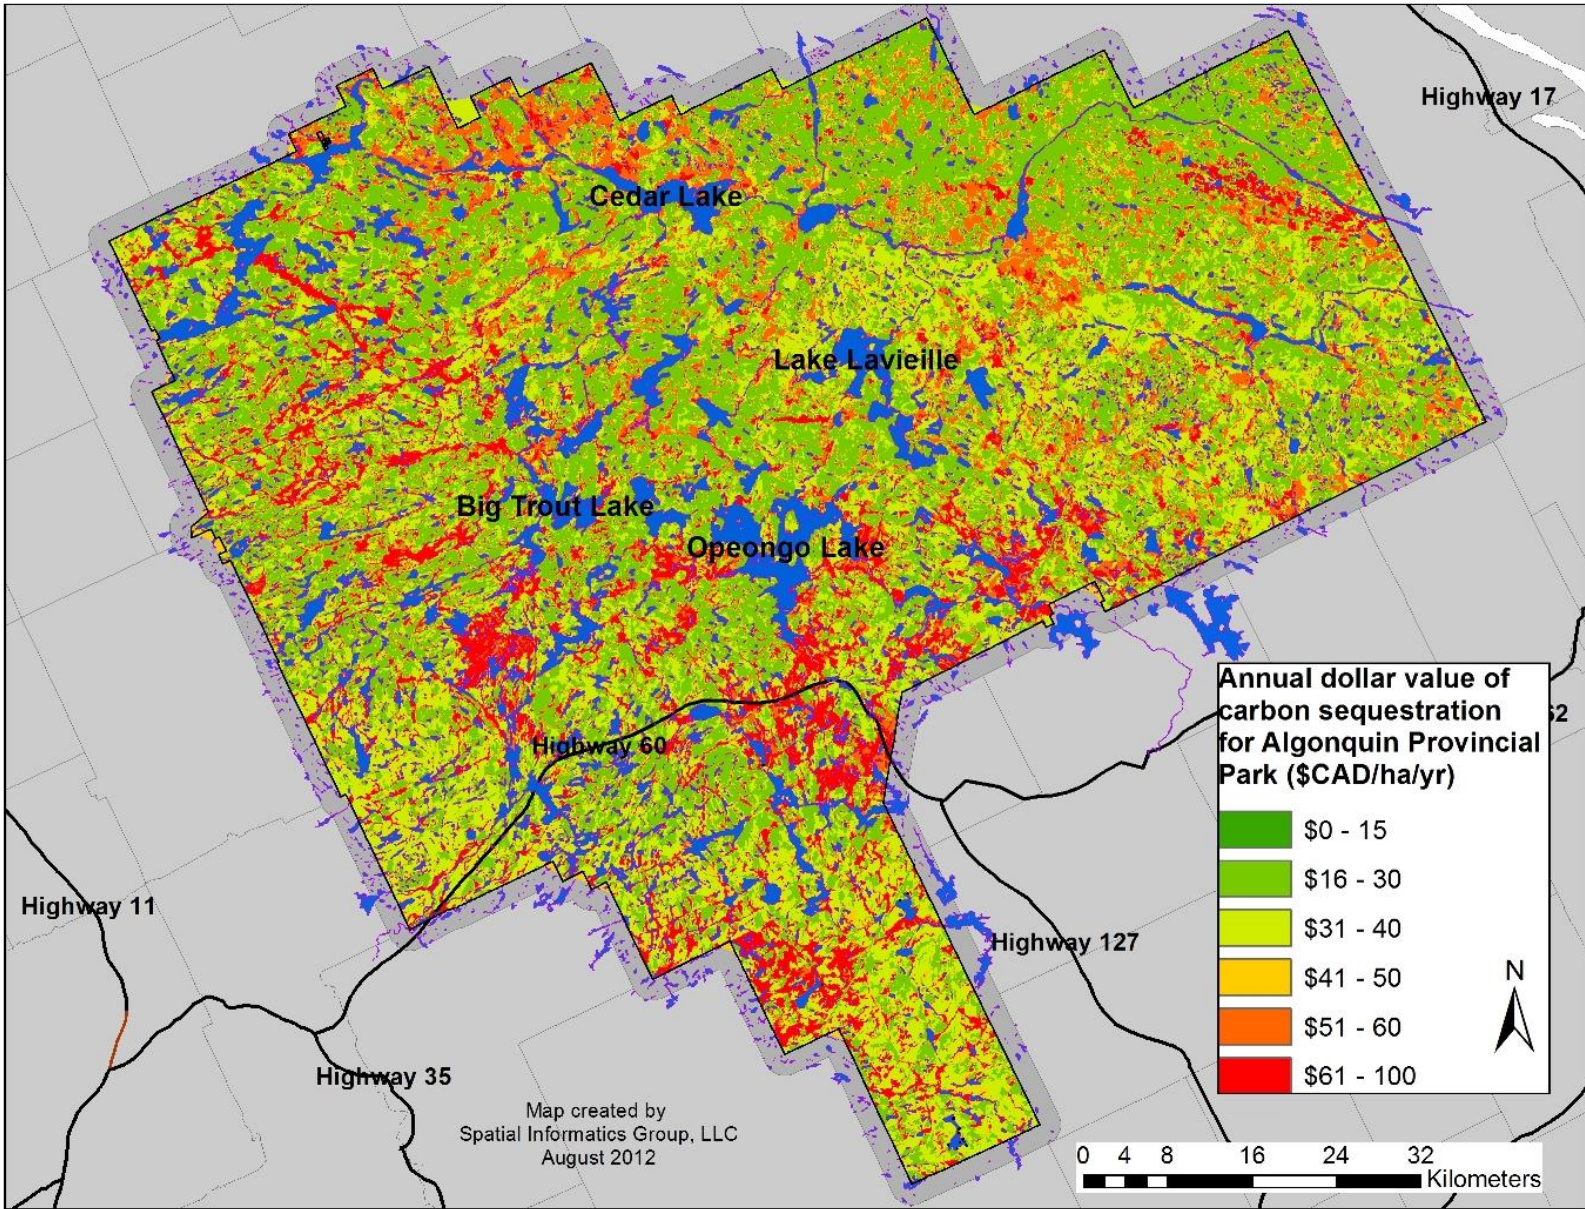 Highway 17
Cedar Lake
Lake Lavieille
Big Trout Lake
Opeongo Lake
Highway 60
62
Highway 11
Highway 127
Highway 35
Annual dollar value of
carbon sequestration
for Algonquin Provincial
Park ($CAD/ha/yr)
$0 - 15
$16 - 30
$31 - 40
$41 - 50
$51 - 60
$61 - 100
N
Map created by
Spatial Informatics Group, LLC
August 2012
0 4 8 16 24 32
Kilometers